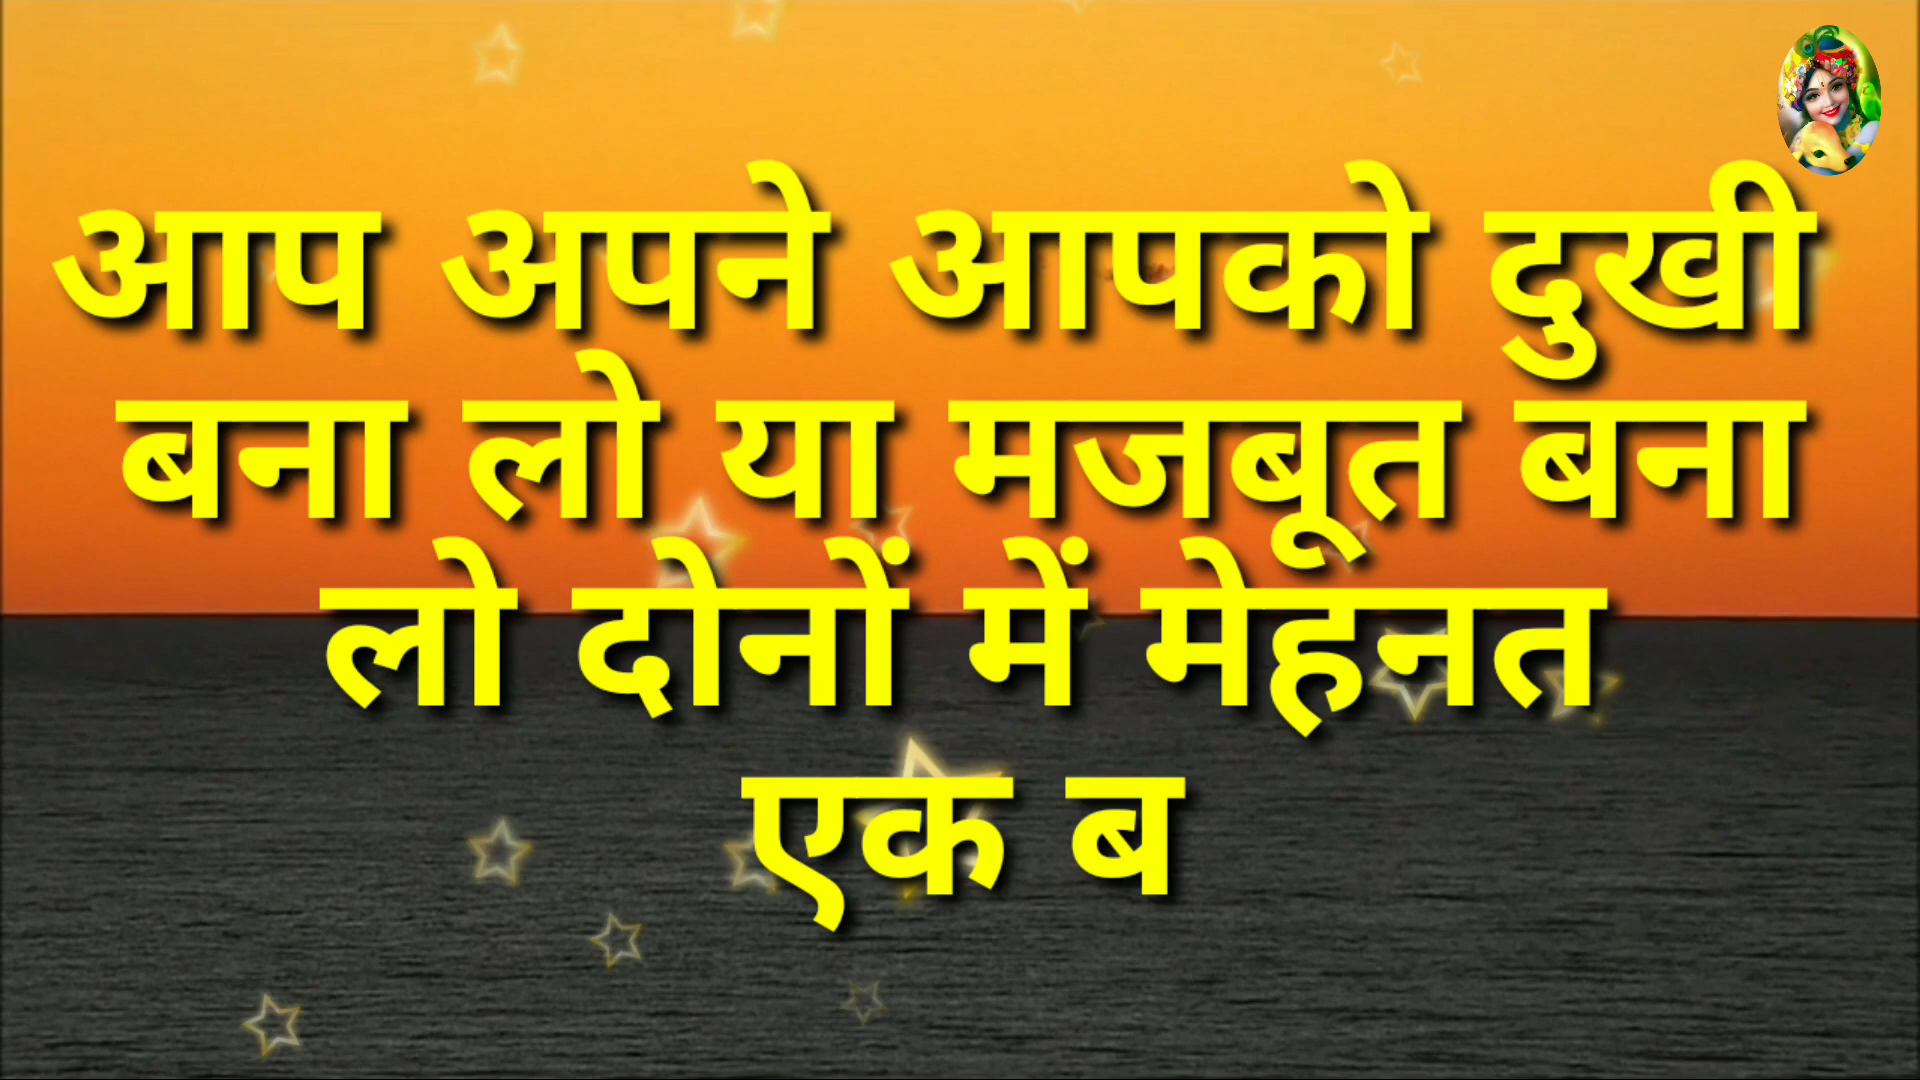 आप अपने आपको दुखी
बना लो या मजबूत बना
लो दोनों में मेहनत
एक ब